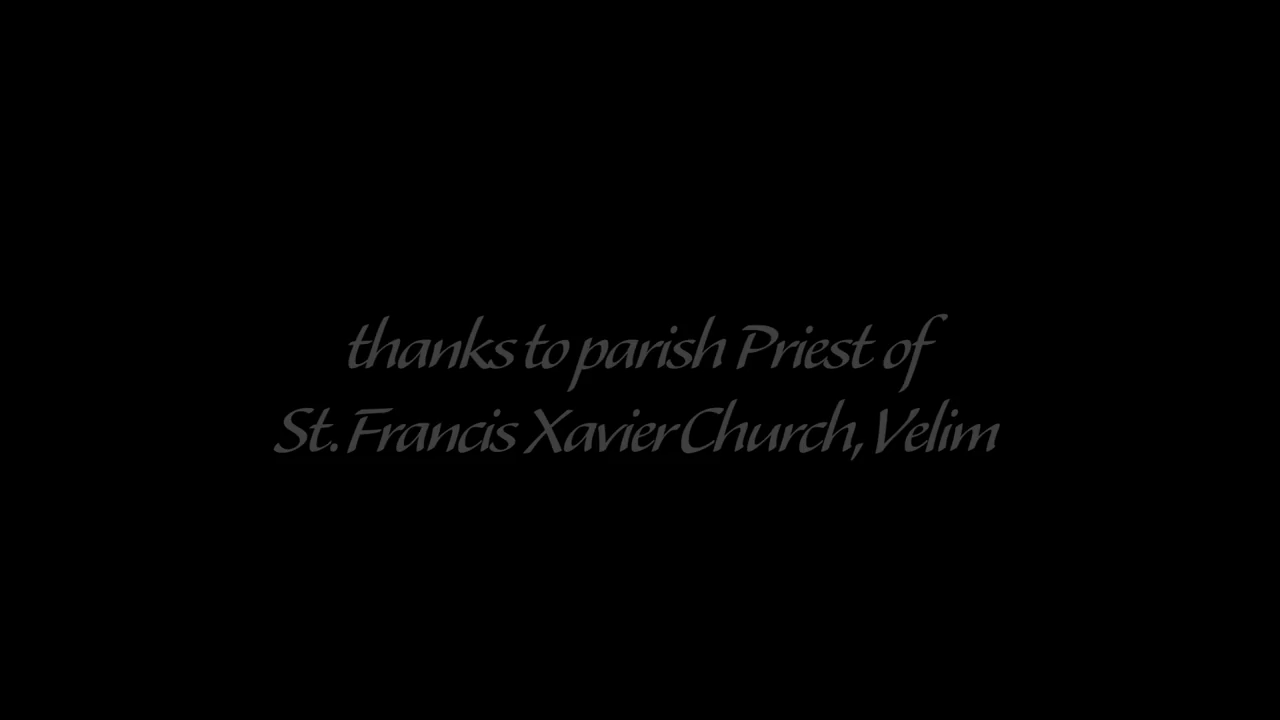 thanks to parish Priest of
St. Francis Xavier Church, Velim